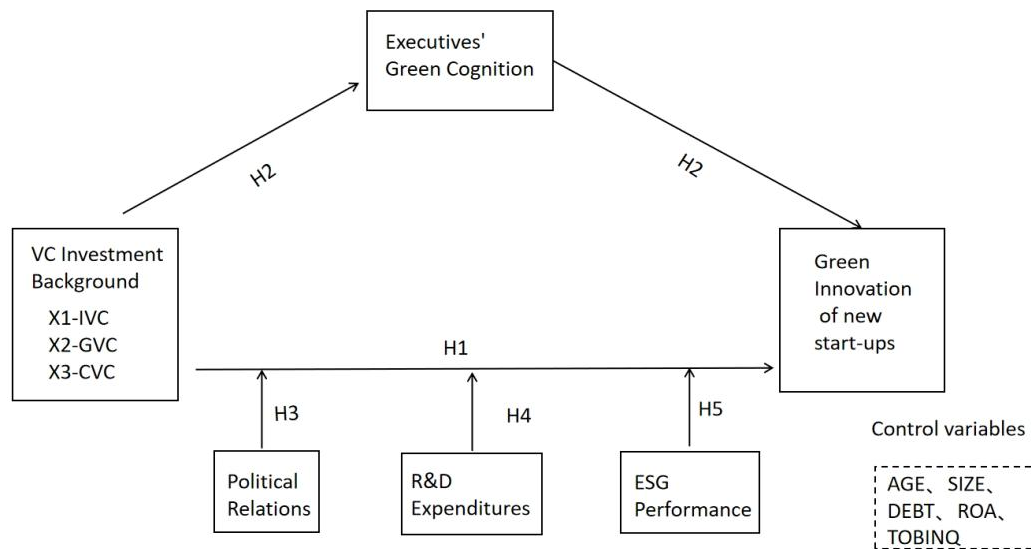 Executives'
Green Cognition
H2
H2
VC Investment
Background
X1-IVC
X2-GVC
X3-CVC
Green
Innovation
of new
start-ups
H1
H3
H4
H5
Political
Relations
R&D
Expenditures
ESG
Performance
Control variables
AGE、SIZE、
DEBT、ROA、
TOBINQ